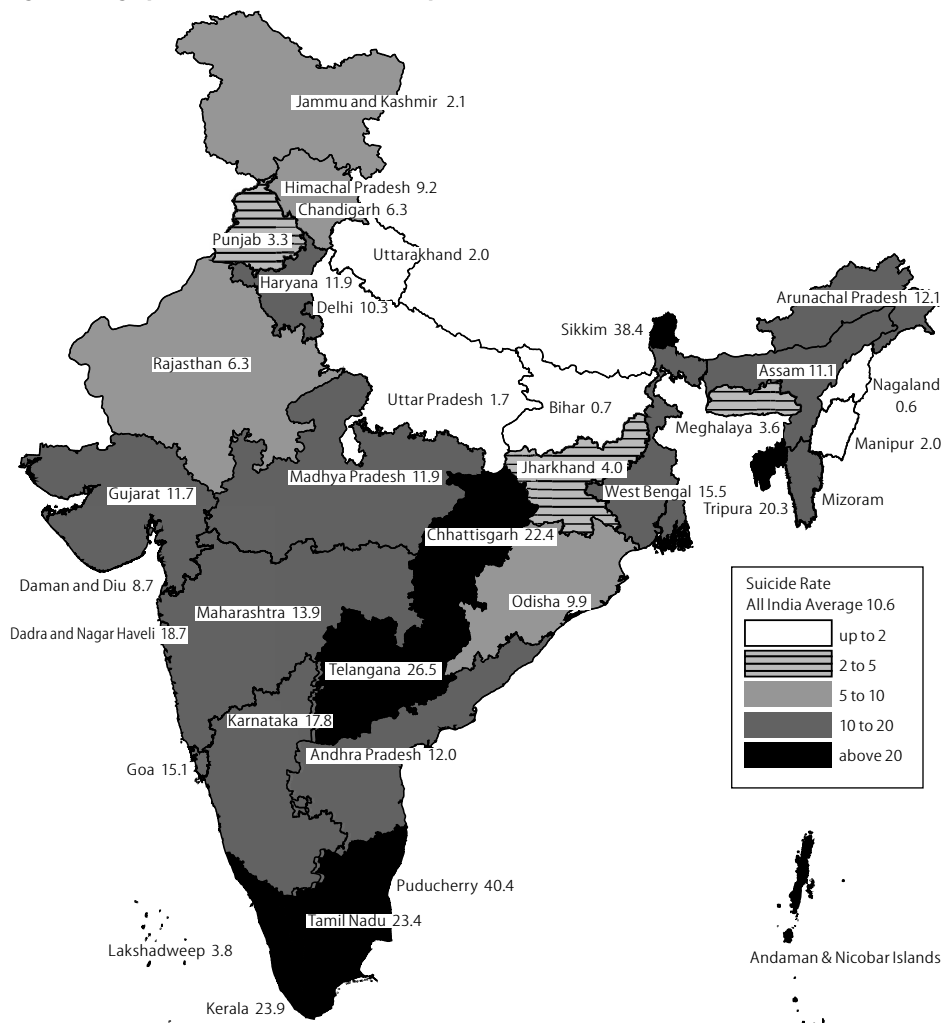 Jammu and Kashmir 2.1
Himachal Pradesh 9.2
Chandigarh 6.3
Punjab 3.3
Uttarakhand 2.0
Haryana 11.9
Delhi 10.3
Arunachal Pradesh 12.1
Sikkim 38.4
Rajasthan 6.3
Assam 11.1
Nagaland
0.6
Uttar Pradesh 1.7
Bihar 0.7
Meghalaya 3.6
Manipur 2.0
Jharkhand 4.0
Madhya Pradesh 11.9
Gujarat 11.7
West Bengal 15.5
Tripura 20.3
Mizoram
Chhattisgarh 22.4
Daman and Diu 8.7
Odisha 9.9
Maharashtra 13.9
Dadra and Nagar Haveli 18.7
Telangana 26.5
Karnataka 17.8
Andhra Pradesh 12.0
Goa 15.1
Suicide Rate
All India Average 10.6
up to 2
2 to 5
5 to 10
10 to 20
above 20
Puducherry 40.4
Tamil Nadu 23.4
Lakshadweep 3.8
Andaman & Nicobar Islands
Kerala 23.9